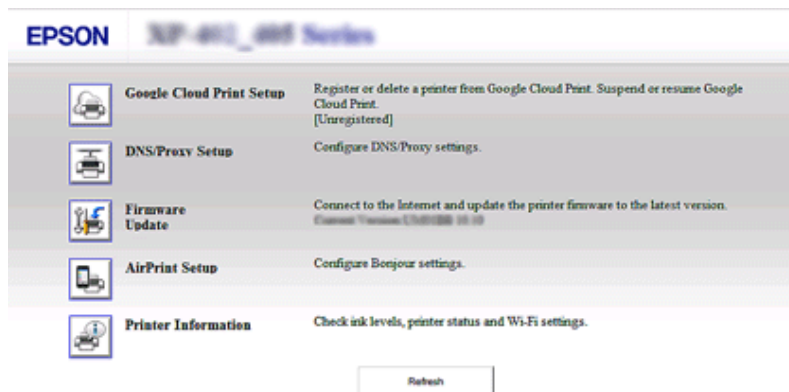 EPSON
Series
Google Cloud Print Setup
Register or delete a printer from Google Cloud Print. Suspend or resume Google
Cloud Print.
[Unregistered]
DNS/Proxy Setup
Configure DNS/Proxy settings.
Firmware
Update
Connect to the Internet and update the printer firmware to the latest version.
AirPrint Setup
Configure Bonjour settings.
Printer Information
Check ink levels, printer status and Wi-Fi settings.
Refresh